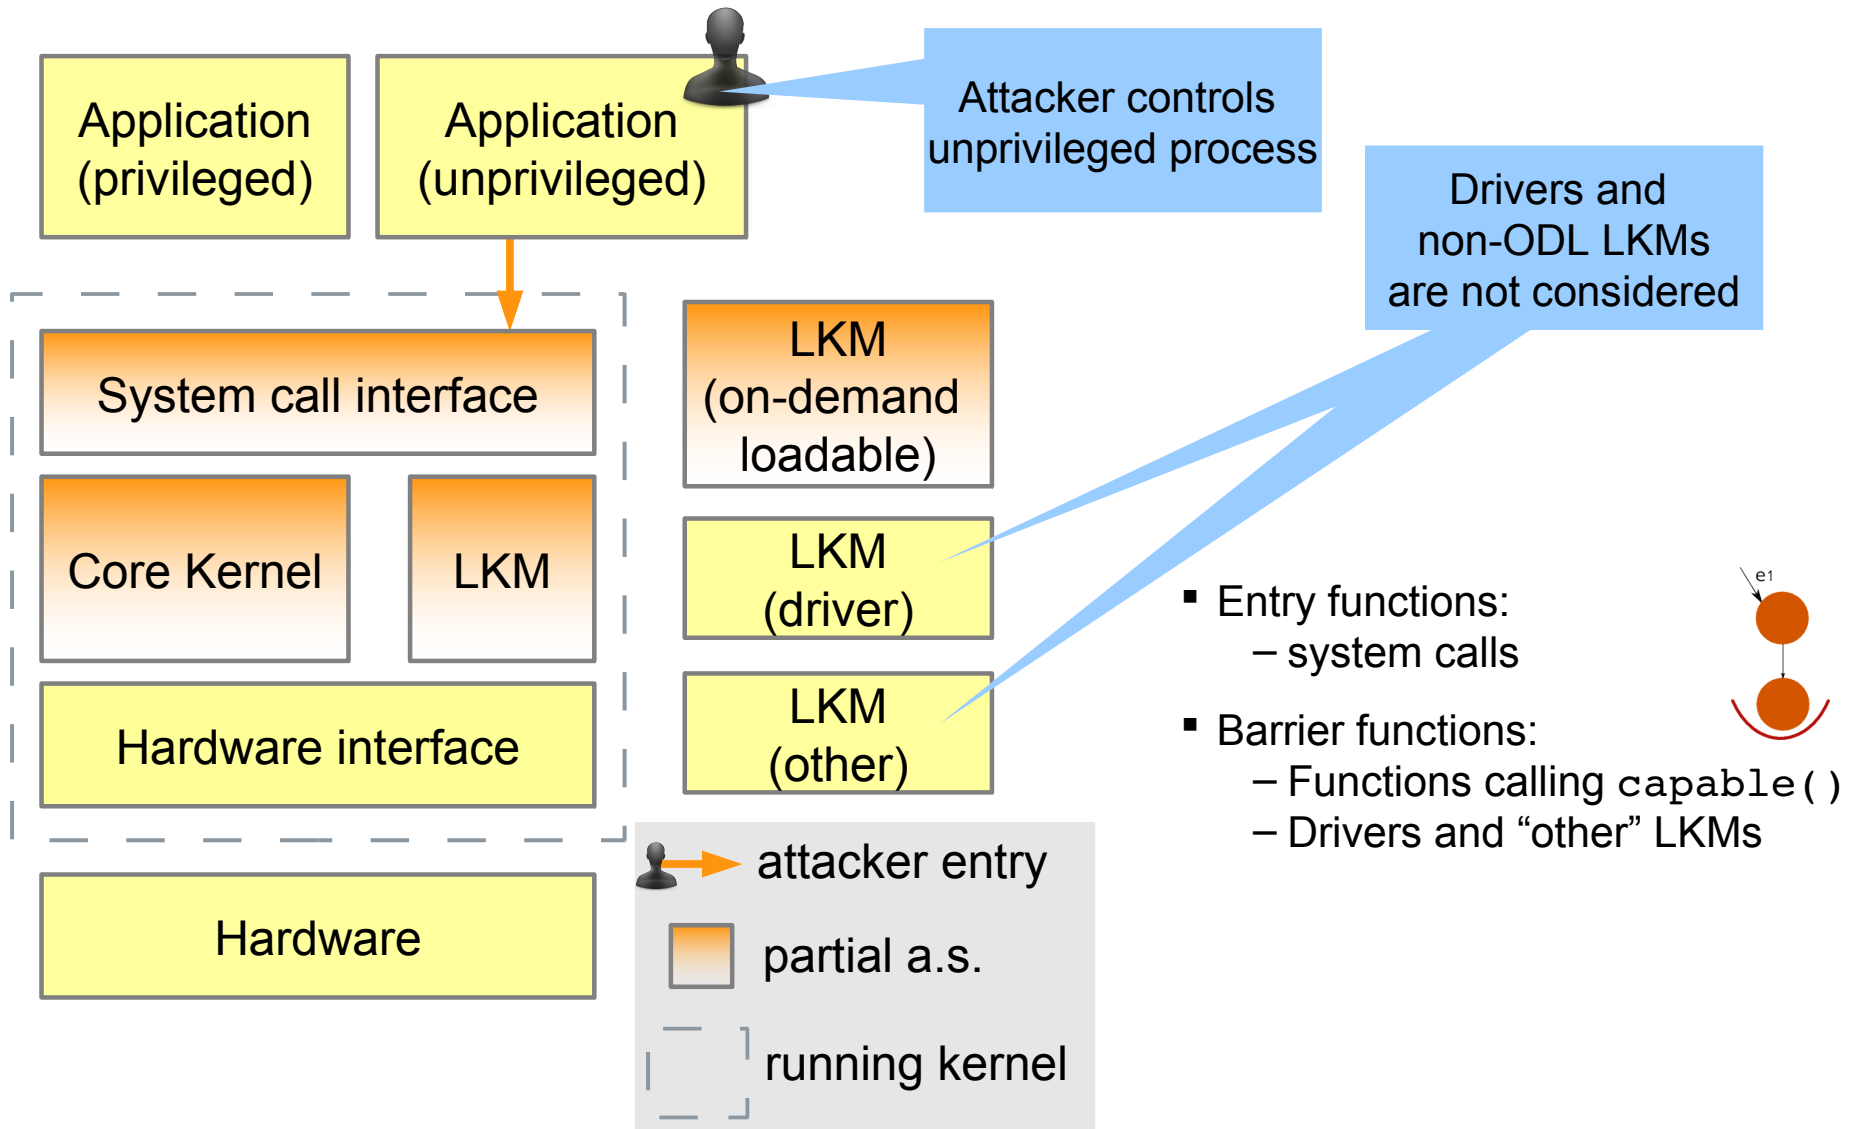 Application
(privileged)
Application
(unprivileged)
Attacker controls
unprivileged process
Drivers and
non-ODL LKMs
are not considered
System call interface
LKM
(on-demand
loadable)
Core Kernel
LKM
LKM
(driver)
Hardware interface
LKM
(other)
Hardware
attacker entry
partial a.s.
running kernel
▪ Entry functions:
– system calls
▪ Barrier functions:
– Functions calling capable()
– Drivers and “other” LKMs
e1